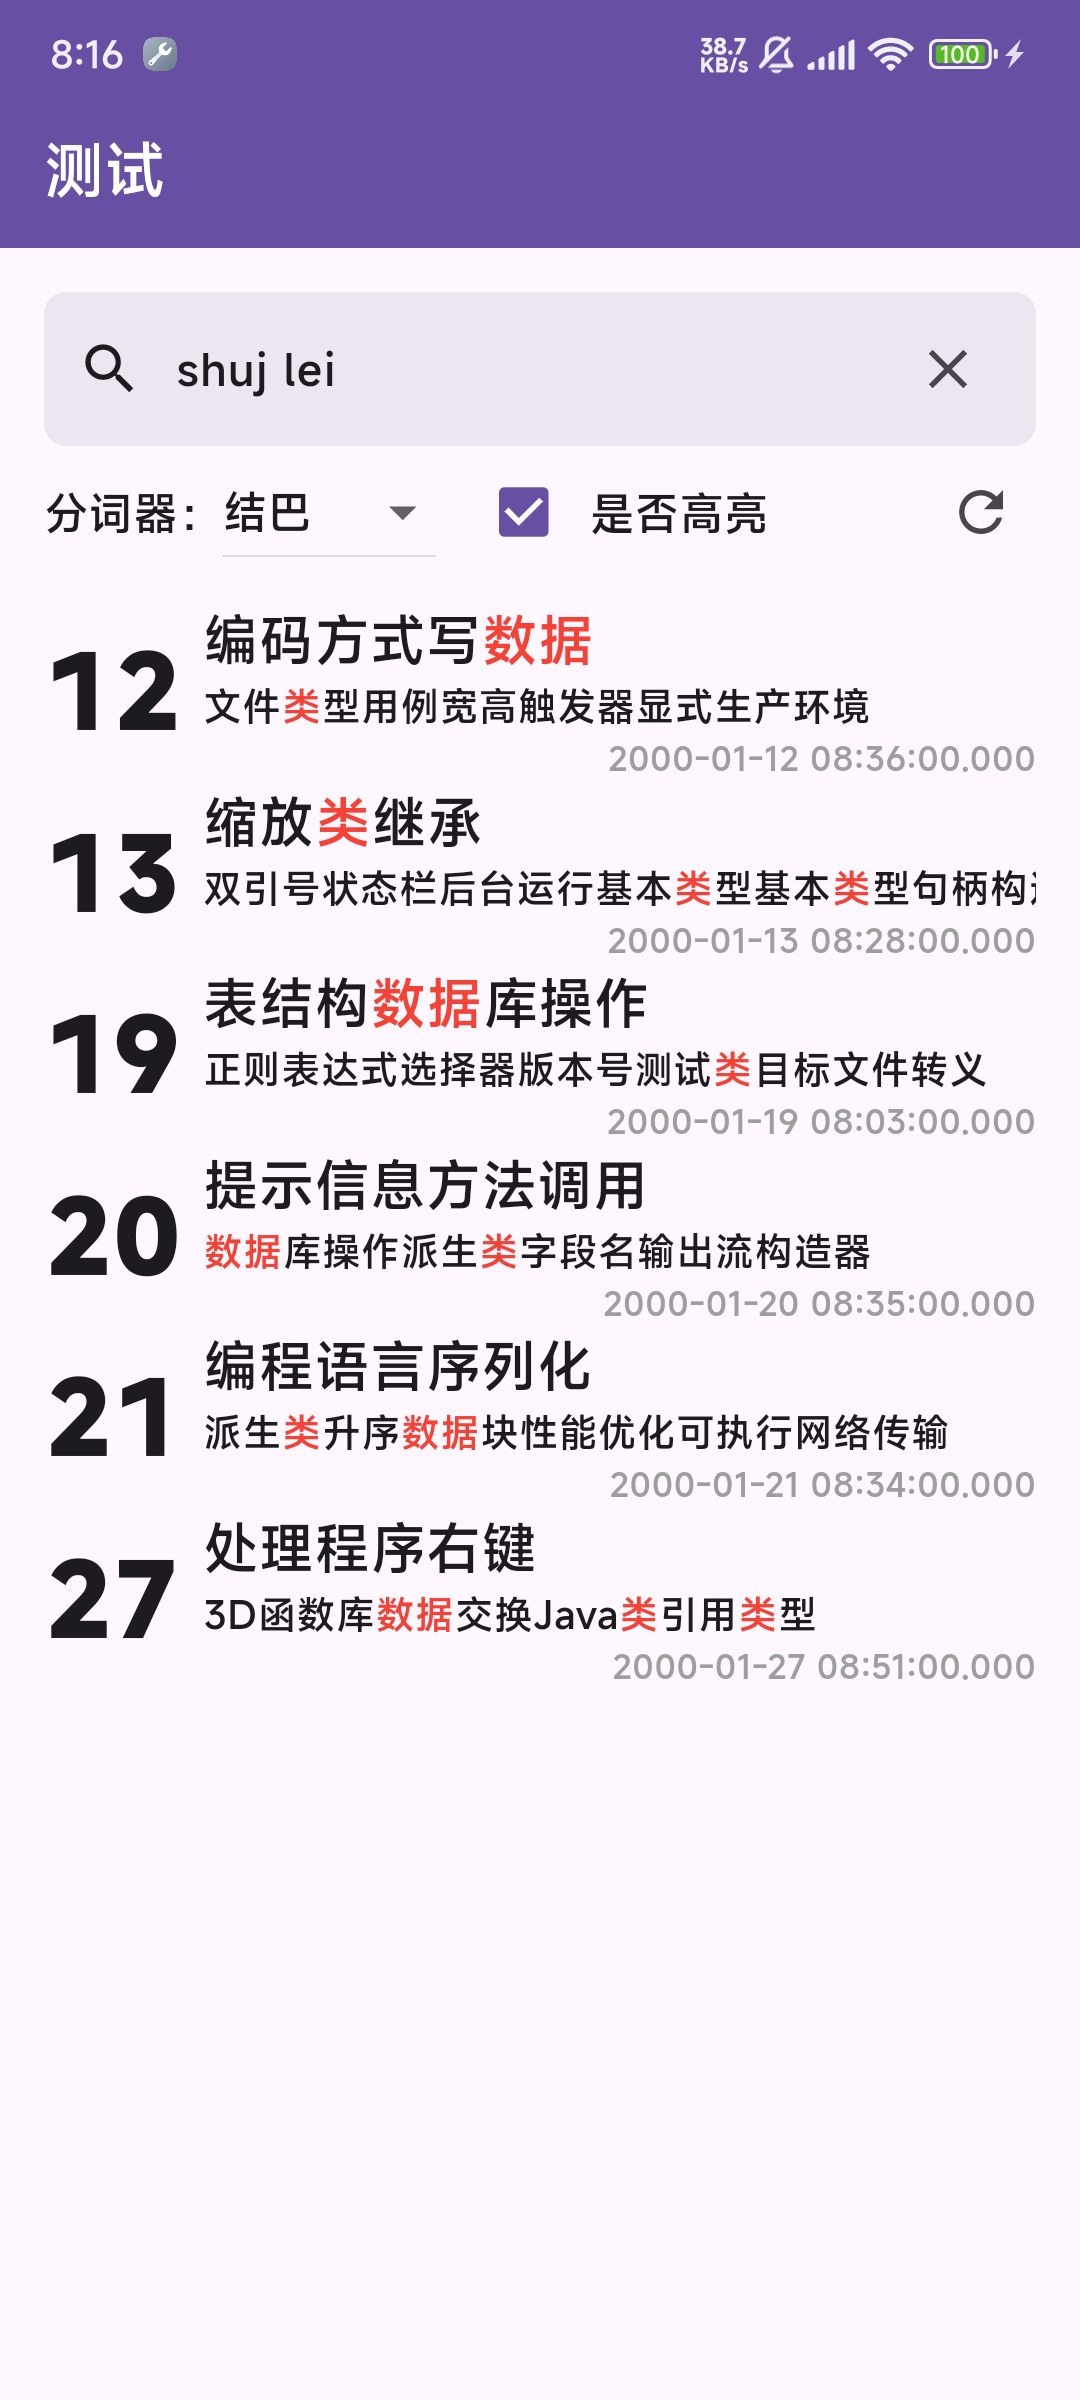 8:16
38.7
KB/s
100
测试
shuj lei
分词器：
结巴
是否高亮
12
编码方式写数据
文件类型用例宽高触发器显式生产环境
2000-01-12 08:36:00.000
13
缩放类继承
双引号状态栏后台运行基本类型基本类型句柄构
2000-01-13 08:28:00.000
19
表结构数据库操作
正则表达式选择器版本号测试类目标文件转义
2000-01-19 08:03:00.000
20
提示信息方法调用
数据库操作派生类字段名输出流构造器
2000-01-20 08:35:00.000
21
编程语言序列化
派生类升序数据块性能优化可执行网络传输
2000-01-21 08:34:00.000
27
处理程序右键
3D函数库数据交换Java类引用类型
2000-01-27 08:51:00.000